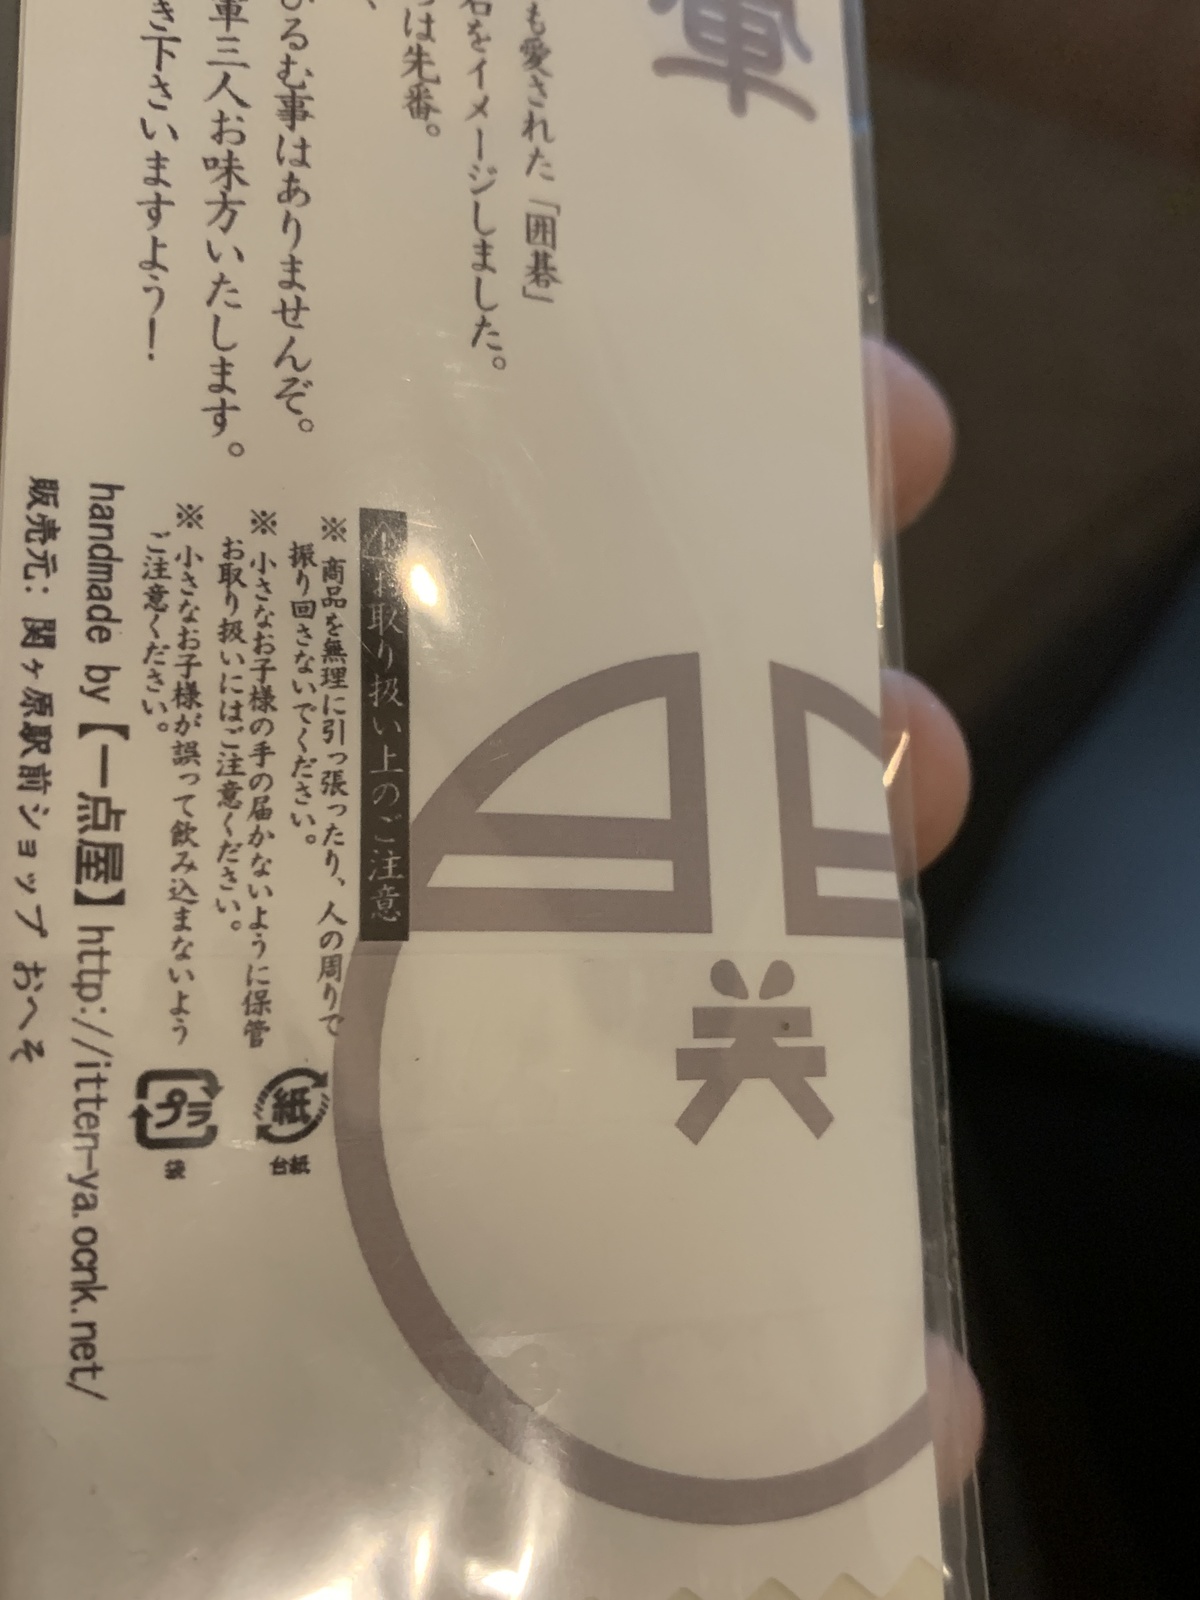 軍
も愛された「囲碁」
石をイメージしました。
は先番。
、
ひるむ事はありませんぞ。
軍三人お味方いたします。
き下さいますよう！
お取り扱い上のご注意
※ 商品を無理に引っ張ったり、人の周りで
振り回さないでください。
※ 小さなお子様の手の届かないように保管
お取り扱いにはご注意ください。
※ 小さなお子様が誤って飲み込まないよう
ご注意ください。
紙
台紙
プラ
袋
handmade by【一点屋】http://itten-ya.ocnk.net/
販売元: 関ヶ原駅前ショップ おへそ